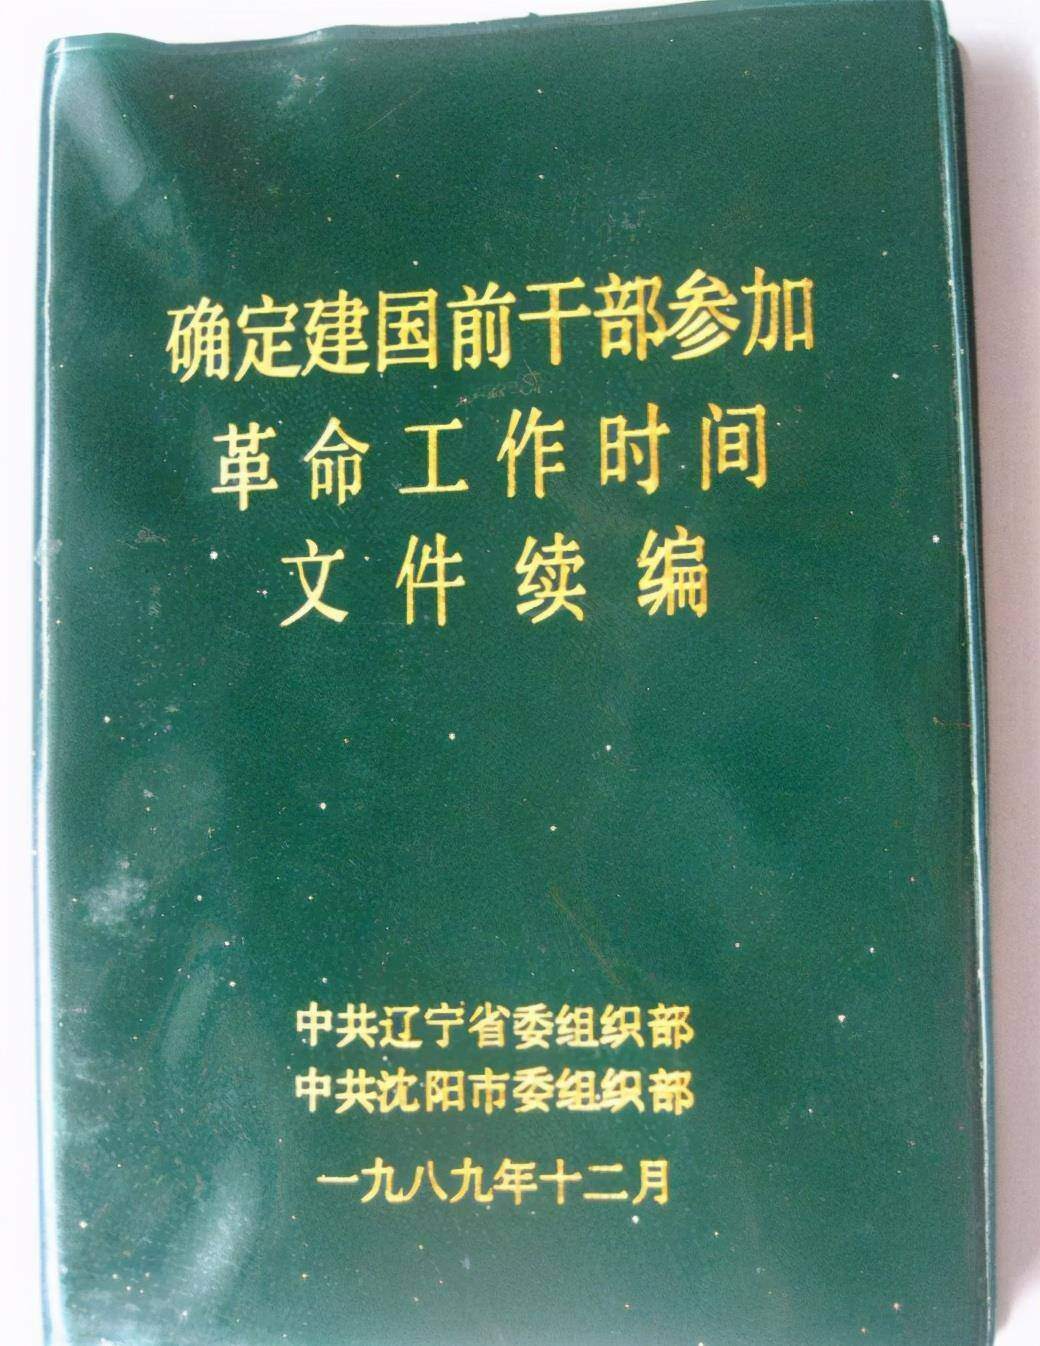 确定建国前干部参加
革命工作时间
文件续编
中共辽宁省委组织部
中共沈阳市委组织部
一九八九年十二月